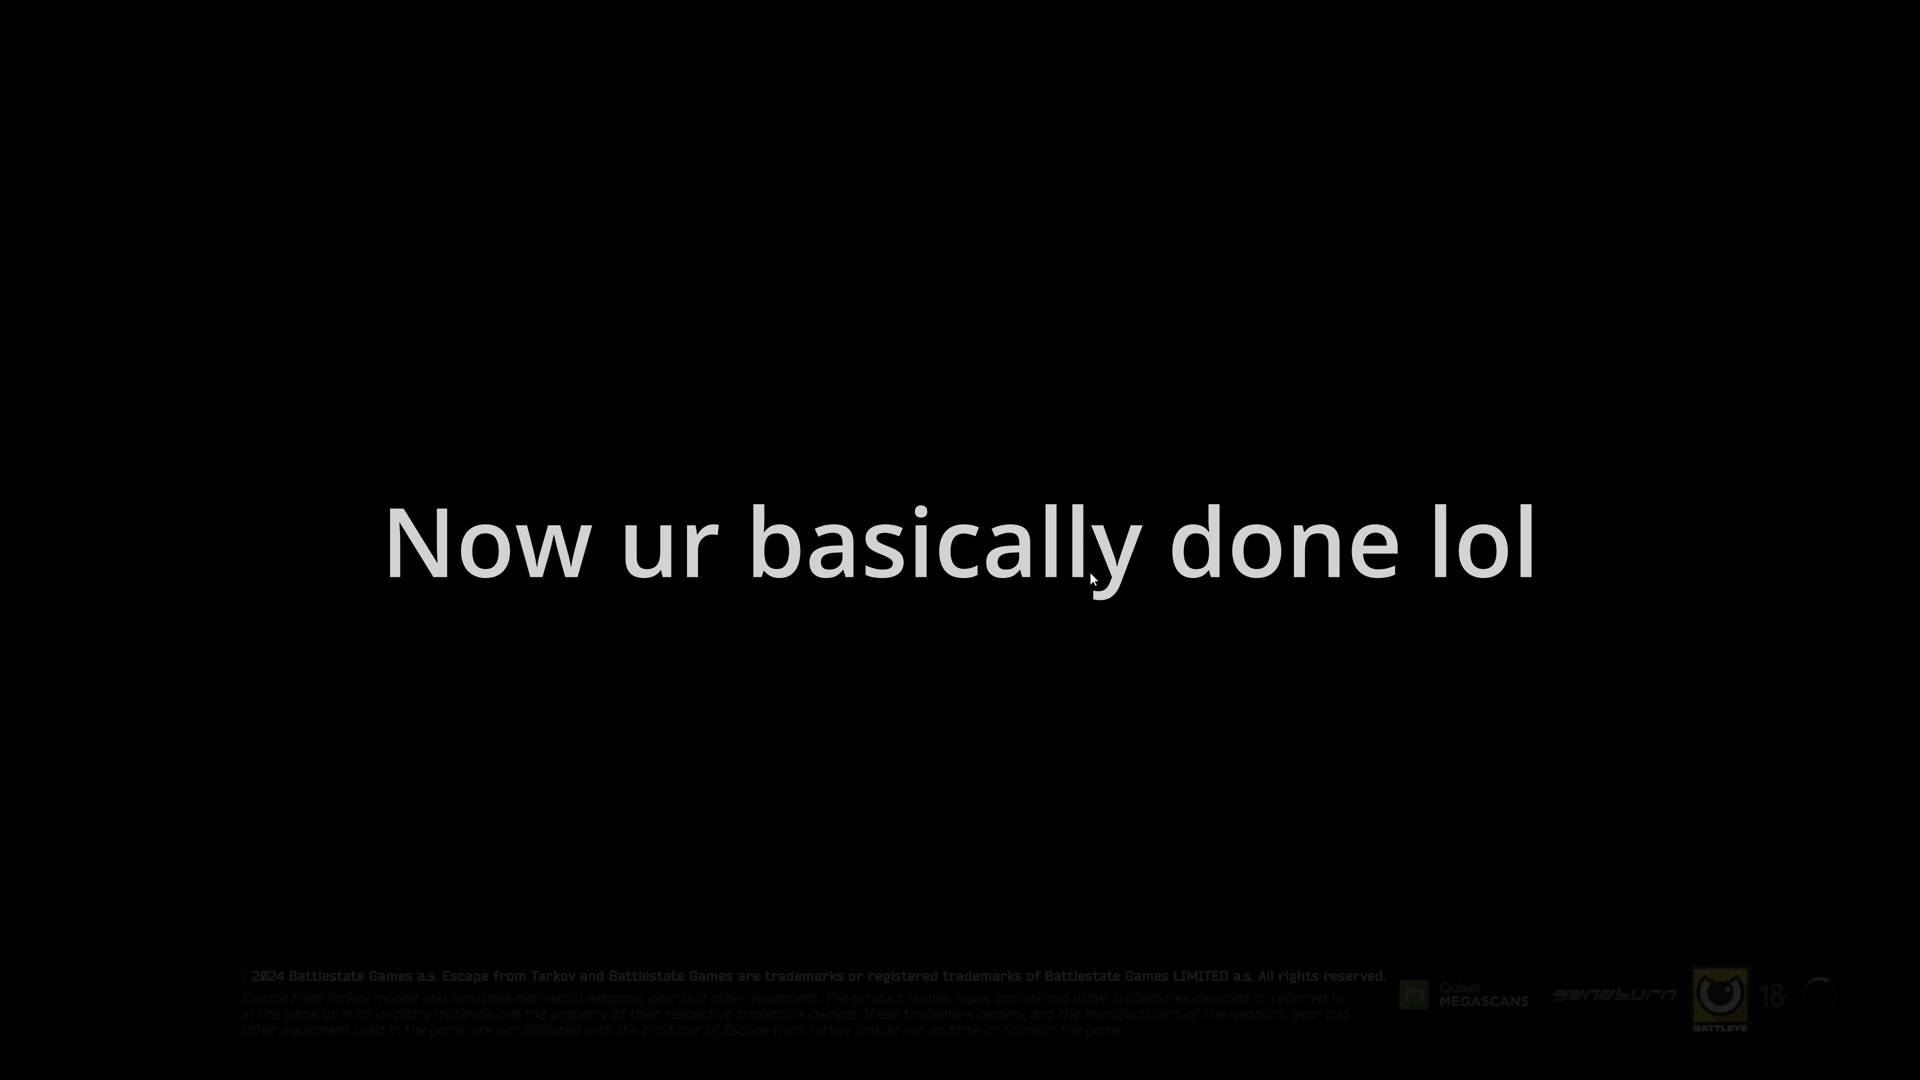 Now ur basically done lol
©2024 Battlestate Games a.s. Escape from Tarkov and Battlestate Games are trademarks or registered trademarks of Battlestate Games LIMITED a.s. All rights reserved.
Escape from Tarkov models and simulates real-world weapons, gear and other equipment. The product names, logos, brands and other trademarks depicted or referred to
in the game or in its ancillary materials are the property of their respective trademark owners. These trademark owners, and the manufacturers of the weapons, gear and
other equipment used in the game, are not affiliated with the producer of Escape from Tarkov and do not endorse or sponsor the game.
Quixel
MEGASCANS
geneburn
BATTLEYE
18+